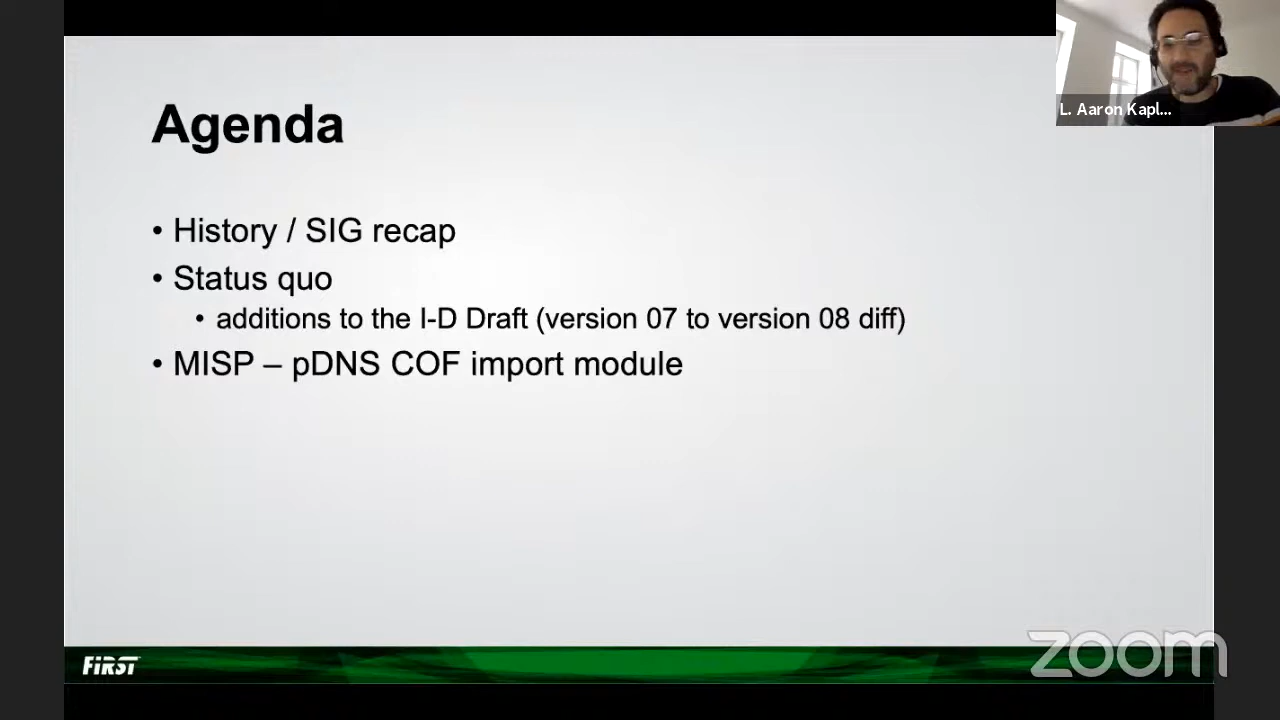 L. Aaron Kapl...
Agenda
• History / SIG recap
• Status quo
• additions to the I-D Draft (version 07 to version 08 diff)
• MISP – pDNS COF import module
FiRST
zoom